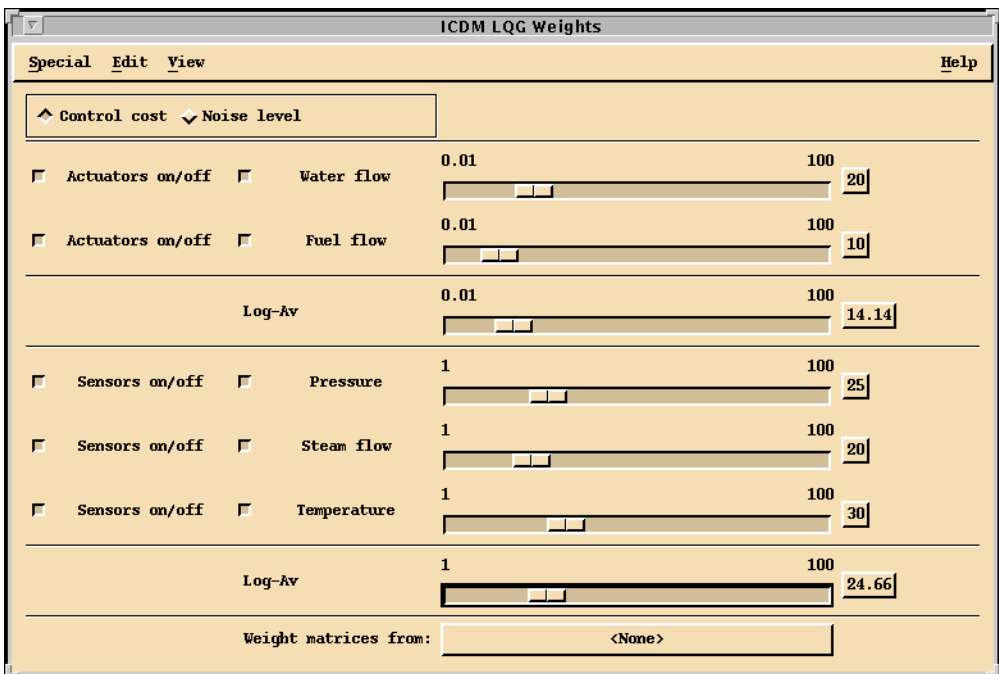 ICDM LQG Weights
Special Edit View Help
Control cost Noise level
0.01 100
Actuators on/off Water flow 20
0.01 100
Actuators on/off Fuel flow 10
0.01 100
Log-Av 14.14
1 100
Sensors on/off Pressure 25
1 100
Sensors on/off Steam flow 20
1 100
Sensors on/off Temperature 30
1 100
Log-Av 24.66
Weight matrices from: <None>